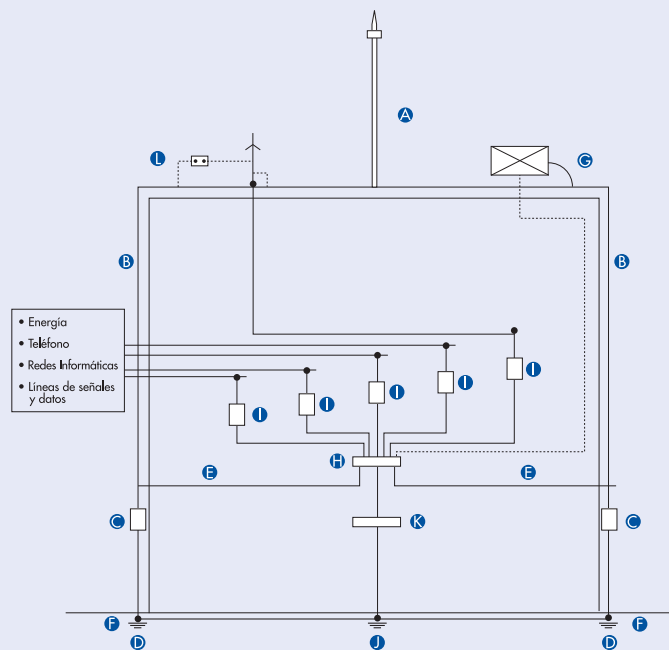 A
L
G
B
B
• Energía
• Teléfono
• Redes Informáticas
• Líneas de señales
y datos
I
I
I
I
I
H
E
E
C
K
C
F
F
D
J
D